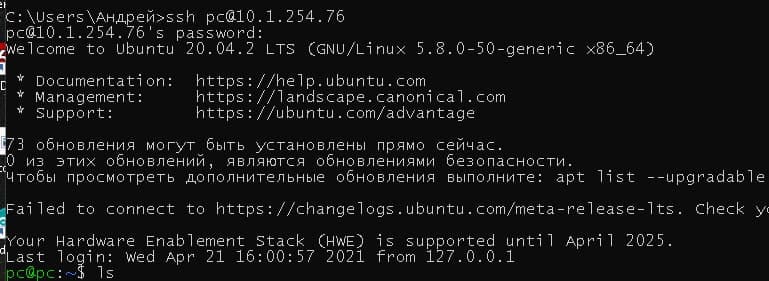 C:\Users\Андрей>ssh pc@10.1.254.76
pc@10.1.254.76's password:
Welcome to Ubuntu 20.04.2 LTS (GNU/Linux 5.8.0-50-generic x86_64)
* Documentation: https://help.ubuntu.com
* Management: https://landscape.canonical.com
* Support: https://ubuntu.com/advantage
73 обновления могут быть установлены прямо сейчас.
0 из этих обновлений, являются обновлениями безопасности.
Чтобы просмотреть дополнительные обновления выполните: apt list --upgradable
Failed to connect to https://changelogs.ubuntu.com/meta-release-lts. Check yo
Your Hardware Enablement Stack (HWE) is supported until April 2025.
Last login: Wed Apr 21 16:00:57 2021 from 127.0.0.1
pc@pc:~$ ls